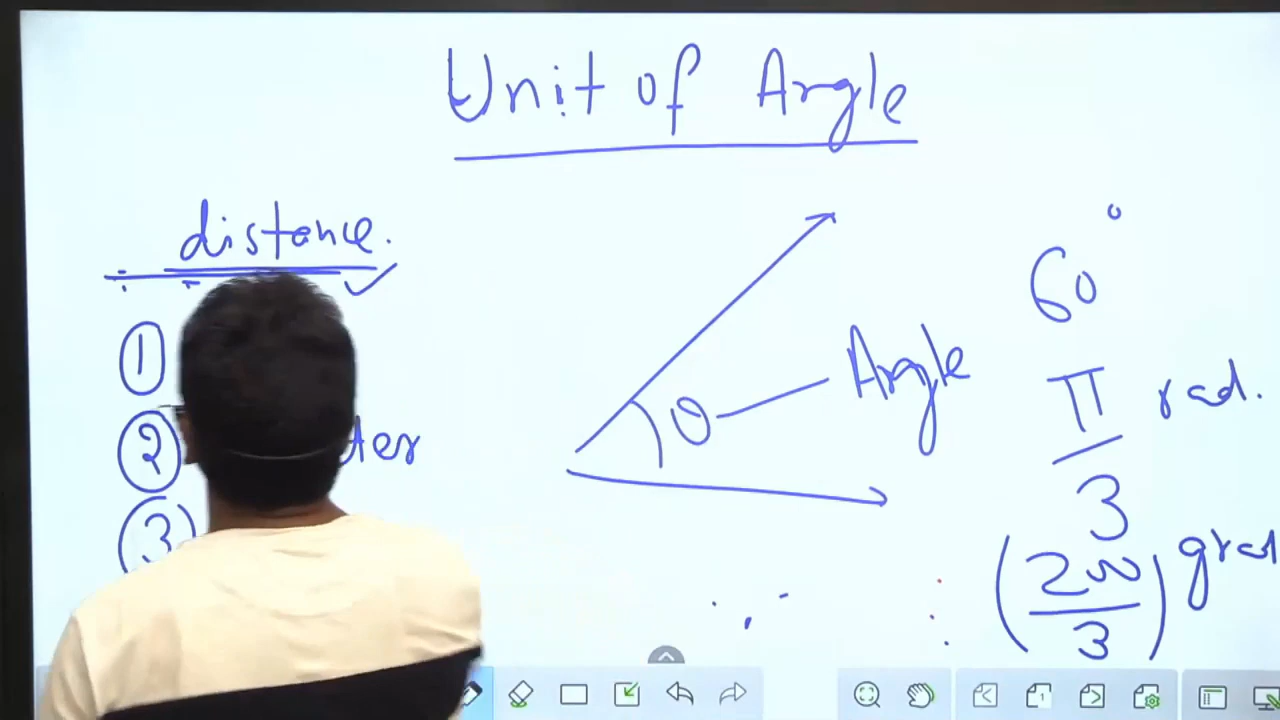 Unit of Angle
distance.
1
2
3
θ
Angle
60°
π/3 rad.
(200/3) grad